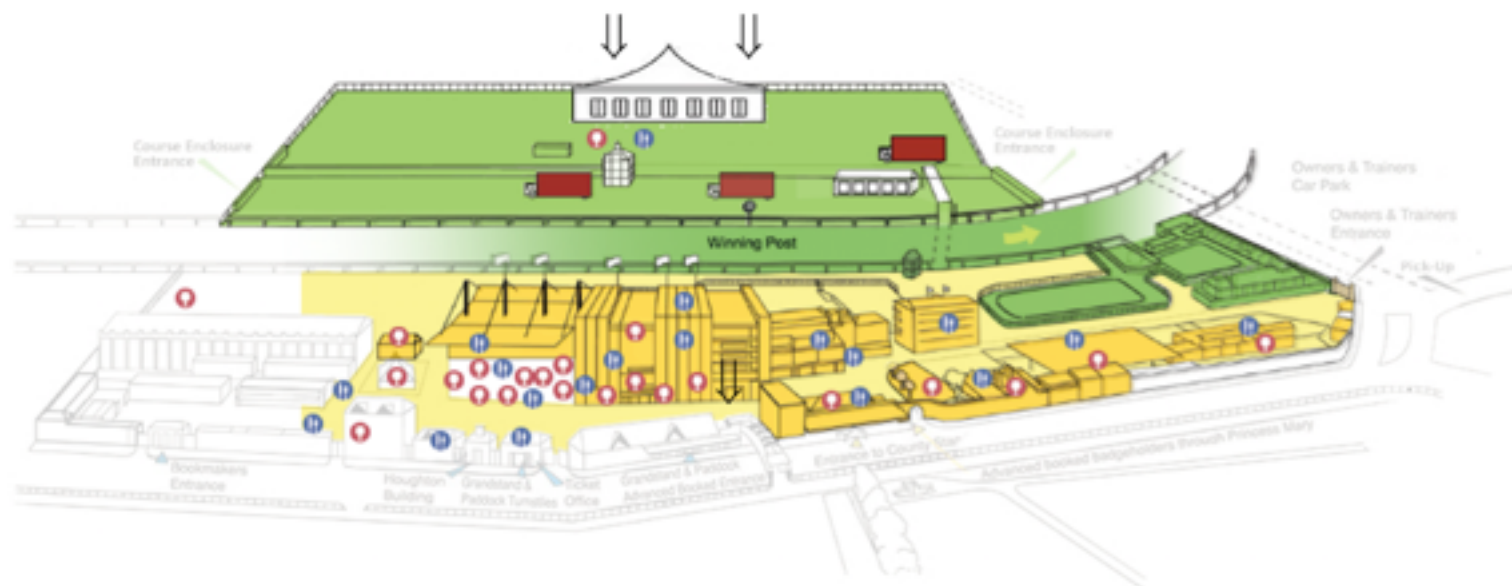 Course Enclosure
Entrance
Course Enclosure
Entrance
Owners & Trainers
Car Park
Owners & Trainers
Entrance
Winning Post
Pick-Up
Bookmakers
Entrance
Houghton
Building
Grandstand &
Paddock Turnstiles
Ticket
Office
Grandstand & Paddock
Advanced Booked Entrance
Entrance to
Advanced booked badgeholders through Princess Mary